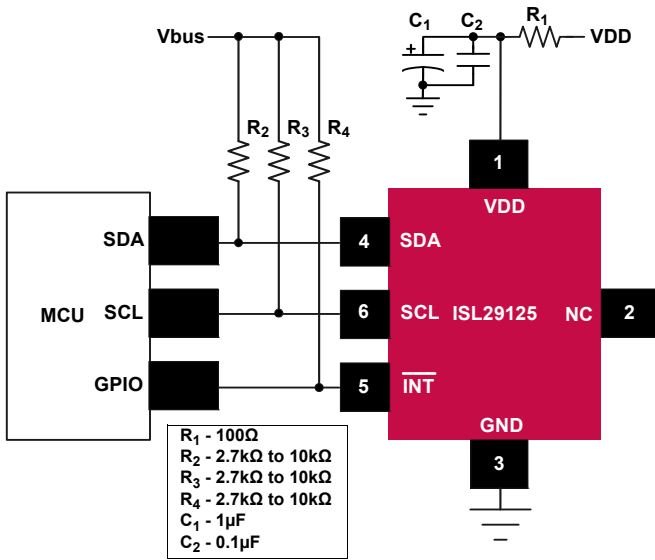 C1 C2 R1
Vbus + VDD
R2 R3 R4
1
VDD
SDA 4 SDA
MCU SCL 6 SCL ISL29125 NC 2
GPIO 5 INT
GND
3
R1 - 100Ω
R2 - 2.7kΩ to 10kΩ
R3 - 2.7kΩ to 10kΩ
R4 - 2.7kΩ to 10kΩ
C1 - 1µF
C2 - 0.1µF